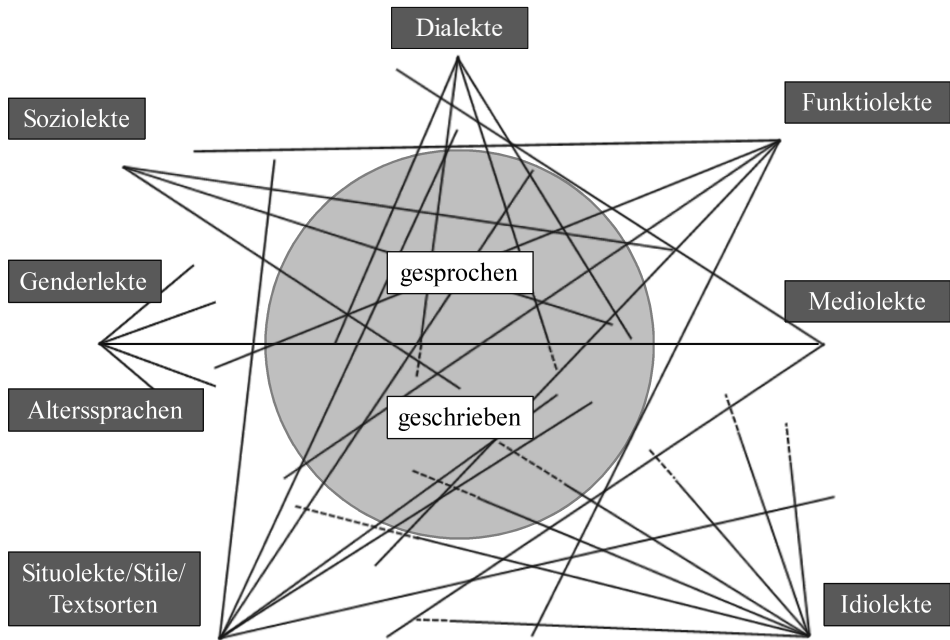 Dialekte
Funktiolekte
Soziolekte
gesprochen
Genderlekte
Mediolekte
Alterssprachen
geschrieben
Situolekte/Stile/
Textsorten
Idiolekte